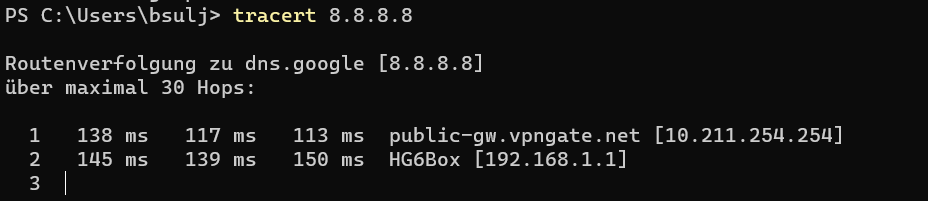 PS C:\Users\bsulj> tracert 8.8.8.8
Routenverfolgung zu dns.google [8.8.8.8]
über maximal 30 Hops:
1 138 ms 117 ms 113 ms public-gw.vpngate.net [10.211.254.254]
2 145 ms 139 ms 150 ms HG6Box [192.168.1.1]
3